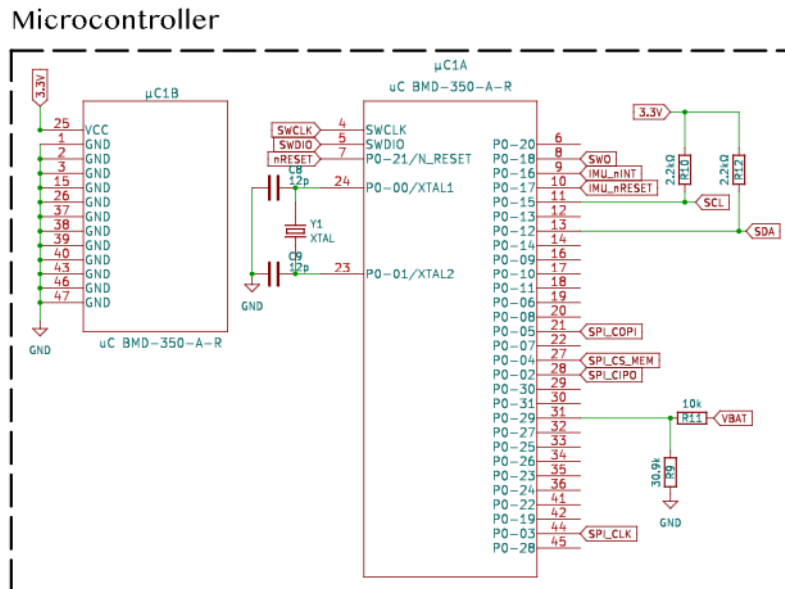 Microcontroller
3.3V
μC1B
25 VCC
1 GND
2 GND
3 GND
15 GND
26 GND
37 GND
38 GND
39 GND
40 GND
43 GND
46 GND
47 GND
uC BMD-350-A-R
GND
μC1A
uC BMD-350-A-R
SWCLK 4 SWCLK
SWDIO 5 SWDIO
nRESET 7 P0-21/N_RESET
C8
12p
24 P0-00/XTAL1
Y1
XTAL
C9
12p
23 P0-01/XTAL2
GND
P0-20 6
P0-18 8 SWO
P0-16 9 IMU_nINT
P0-17 10 IMU_nRESET
P0-15 11 SCL
P0-13 12
P0-12 13 SDA
P0-14 14
P0-09 16
P0-10 17
P0-11 18
P0-06 19
P0-08 20
P0-05 21 SPI_COPI
P0-07 22
P0-04 27 SPI_CS_MEM
P0-02 28 SPI_CIPO
P0-30 29
P0-31 30
P0-29 31
P0-27 32
P0-25 33
P0-26 34
P0-23 35
P0-24 36
P0-22 41
P0-19 42
P0-03 44 SPI_CLK
P0-28 45
3.3V
2.2kΩ
R10
2.2kΩ
R12
10k
R11 VBAT
30.9k
R9
GND